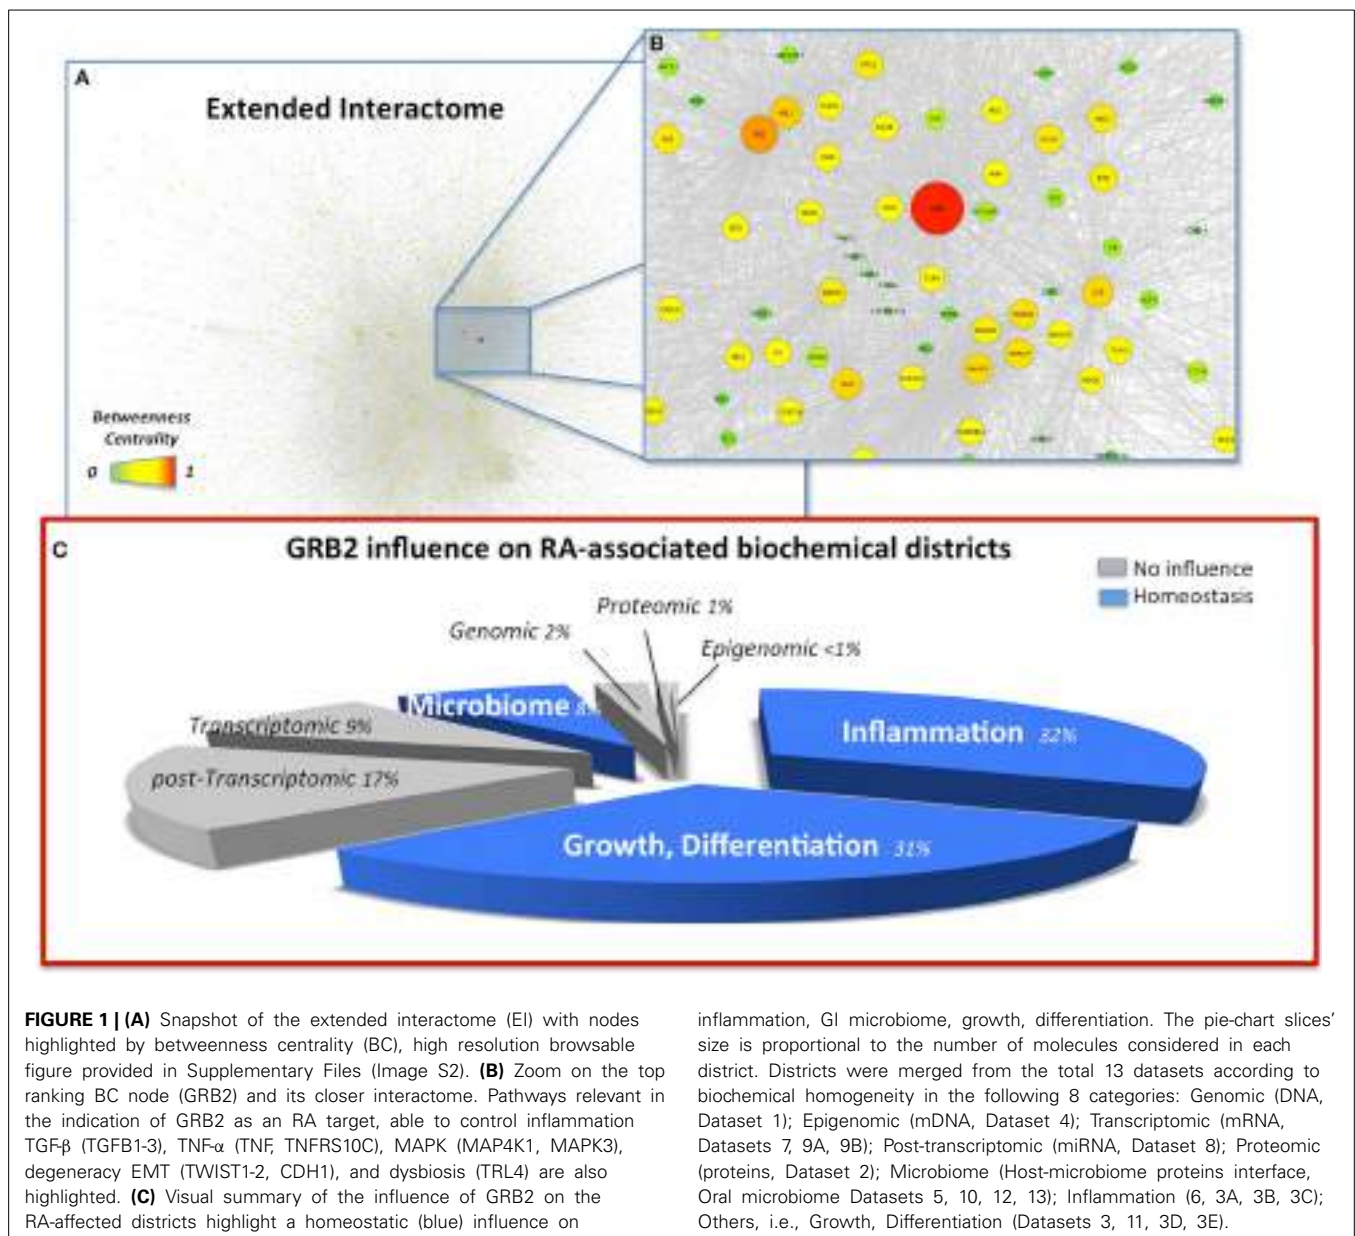 A
Extended Interactome
Betweenness
Centrality
0
1
B
C
GRB2 influence on RA-associated biochemical districts
No influence
Homeostasis
Proteomic 1%
Genomic 2%
Epigenomic <1%
Microbiome
Transcriptomic 9%
Inflammation 32%
post-Transcriptomic 17%
Growth, Differentiation 31%
FIGURE 1 | (A) Snapshot of the extended interactome (EI) with nodes
highlighted by betweenness centrality (BC), high resolution browsable
figure provided in Supplementary Files (Image S2). (B) Zoom on the top
ranking BC node (GRB2) and its closer interactome. Pathways relevant in
the indication of GRB2 as an RA target, able to control inflammation
TGF-β (TGFB1-3), TNF-α (TNF, TNFRS10C), MAPK (MAP4K1, MAPK3),
degeneracy EMT (TWIST1-2, CDH1), and dysbiosis (TRL4) are also
highlighted. (C) Visual summary of the influence of GRB2 on the
RA-affected districts highlight a homeostatic (blue) influence on
inflammation, GI microbiome, growth, differentiation. The pie-chart slices'
size is proportional to the number of molecules considered in each
district. Districts were merged from the total 13 datasets according to
biochemical homogeneity in the following 8 categories: Genomic (DNA,
Dataset 1); Epigenomic (mDNA, Dataset 4); Transcriptomic (mRNA,
Datasets 7, 9A, 9B); Post-transcriptomic (miRNA, Dataset 8); Proteomic
(proteins, Dataset 2); Microbiome (Host-microbiome proteins interface,
Oral microbiome Datasets 5, 10, 12, 13); Inflammation (6, 3A, 3B, 3C);
Others, i.e., Growth, Differentiation (Datasets 3, 11, 3D, 3E).